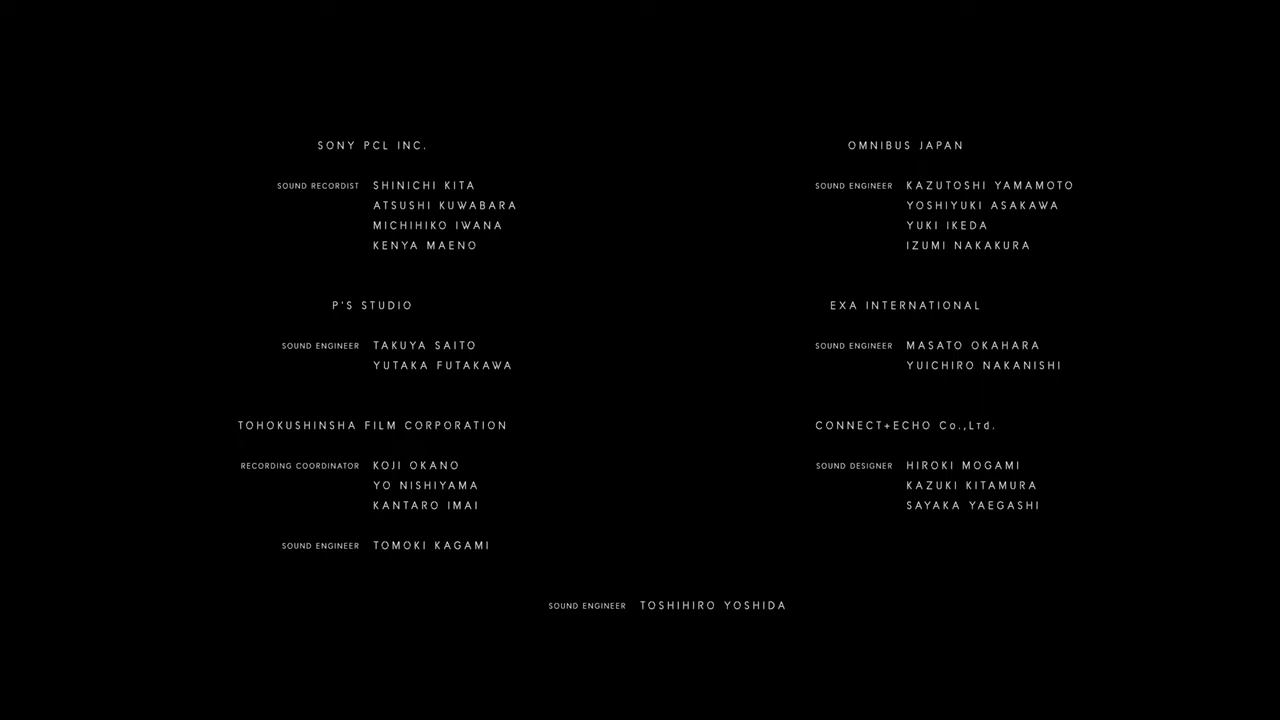 SONY PCL INC.
SOUND RECORDIST SHINICHI KITA
ATSUSHI KUWABARA
MICHIHIKO IWANA
KENYA MAENO
P'S STUDIO
SOUND ENGINEER TAKUYA SAITO
YUTAKA FUTAKAWA
TOHOKUSHINSHA FILM CORPORATION
RECORDING COORDINATOR KOJI OKANO
YO NISHIYAMA
KANTARO IMAI
SOUND ENGINEER TOMOKI KAGAMI
OMNIBUS JAPAN
SOUND ENGINEER KAZUTOSHI YAMAMOTO
YOSHIYUKI ASAKAWA
YUKI IKEDA
IZUMI NAKAKURA
EXA INTERNATIONAL
SOUND ENGINEER MASATO OKAHARA
YUICHIRO NAKANISHI
CONNECT+ECHO Co.,Ltd.
SOUND DESIGNER HIROKI MOGAMI
KAZUKI KITAMURA
SAYAKA YAEGASHI
SOUND ENGINEER TOSHIHIRO YOSHIDA